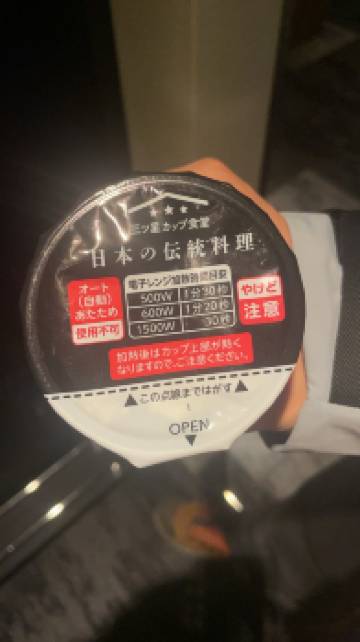 三ツ星カップ食堂
日本の伝統料理
オート
(自動)
あたため
使用不可
電子レンジ加熱時間目安
500W 1分30秒
600W 1分20秒
1500W 30秒
やけど
注意
加熱後はカップ上部が熱く
なりますので、ご注意ください。
▲この点線まではがす▲
OPEN
▼